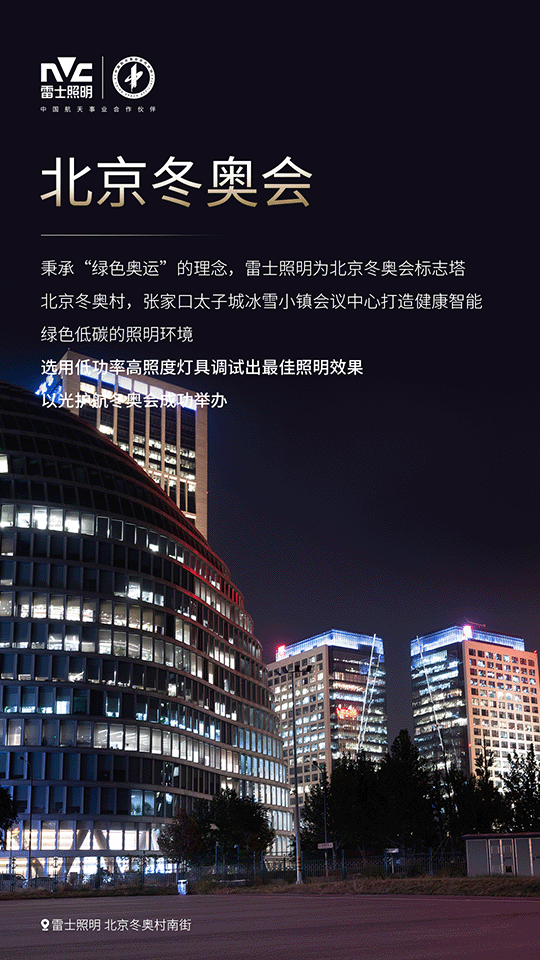 NVC
雷士照明
中国航天事业合作伙伴
北京冬奥会
秉承“绿色奥运”的理念，雷士照明为北京冬奥会标志塔
北京冬奥村，张家口太子城冰雪小镇会议中心打造健康智能
绿色低碳的照明环境
选用低功率高照度灯具调试出最佳照明效果
以光护航冬奥会成功举办
雷士照明 北京冬奥村南街